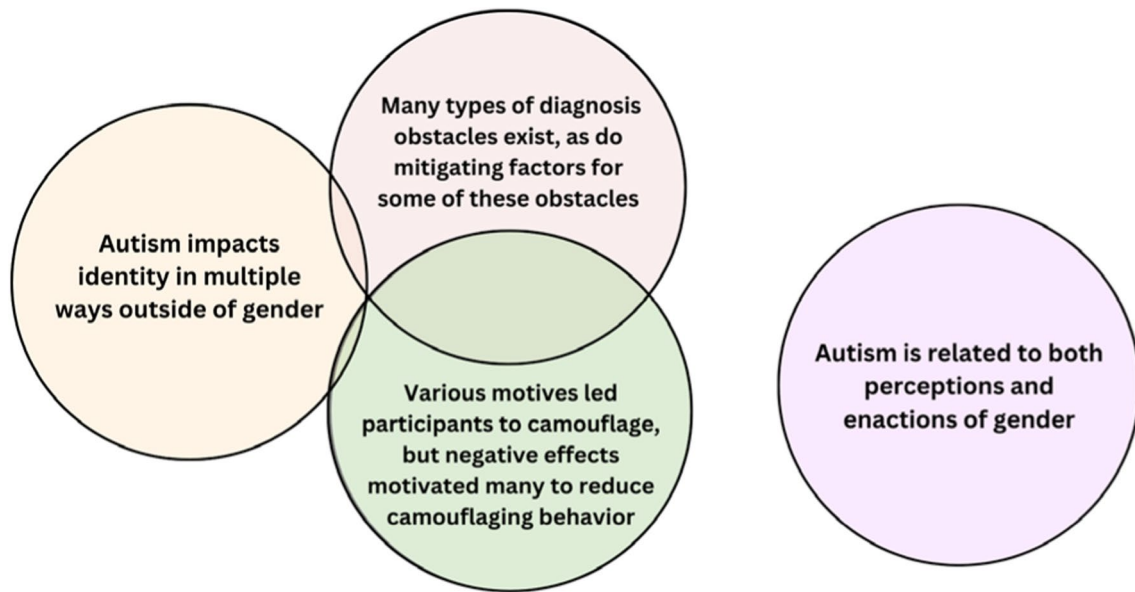 Many types of diagnosis
obstacles exist, as do
mitigating factors for
some of these obstacles
Autism impacts
identity in multiple
ways outside of gender
Various motives led
participants to camouflage,
but negative effects
motivated many to reduce
camouflaging behavior
Autism is related to both
perceptions and
enactions of gender